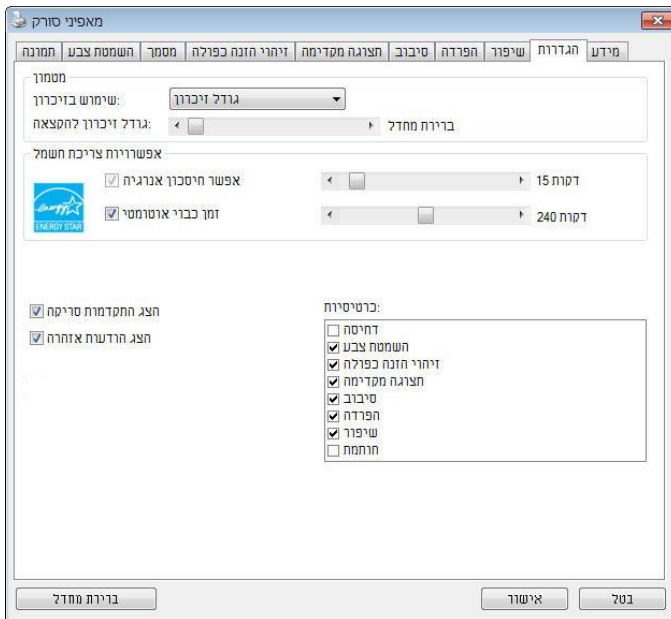 מאפייני סורק
תמונה
השמטת צבע
מסמך
זיהוי הזנה כפולה
תצוגה מקדימה
סיבוב
הפרדה
שיפור
הגדרות
מידע
מטמון
שימוש בזיכרון:
גודל זיכרון
גודל זיכרון להקצאה:
ברירת מחדל
אפשרויות צריכת חשמל
energy
ENERGY STAR
אפשר חיסכון אנרגיה
דקות 15
זמן כבוי אוטומטי
דקות 240
הצג התקדמות סריקה
הצג הודעות אזהרה
כרטיסיות:
דחיסה
השמטת צבע
זיהוי הזנה כפולה
תצוגה מקדימה
סיבוב
הפרדה
שיפור
חותמת
ברירת מחדל
אישור
בטל